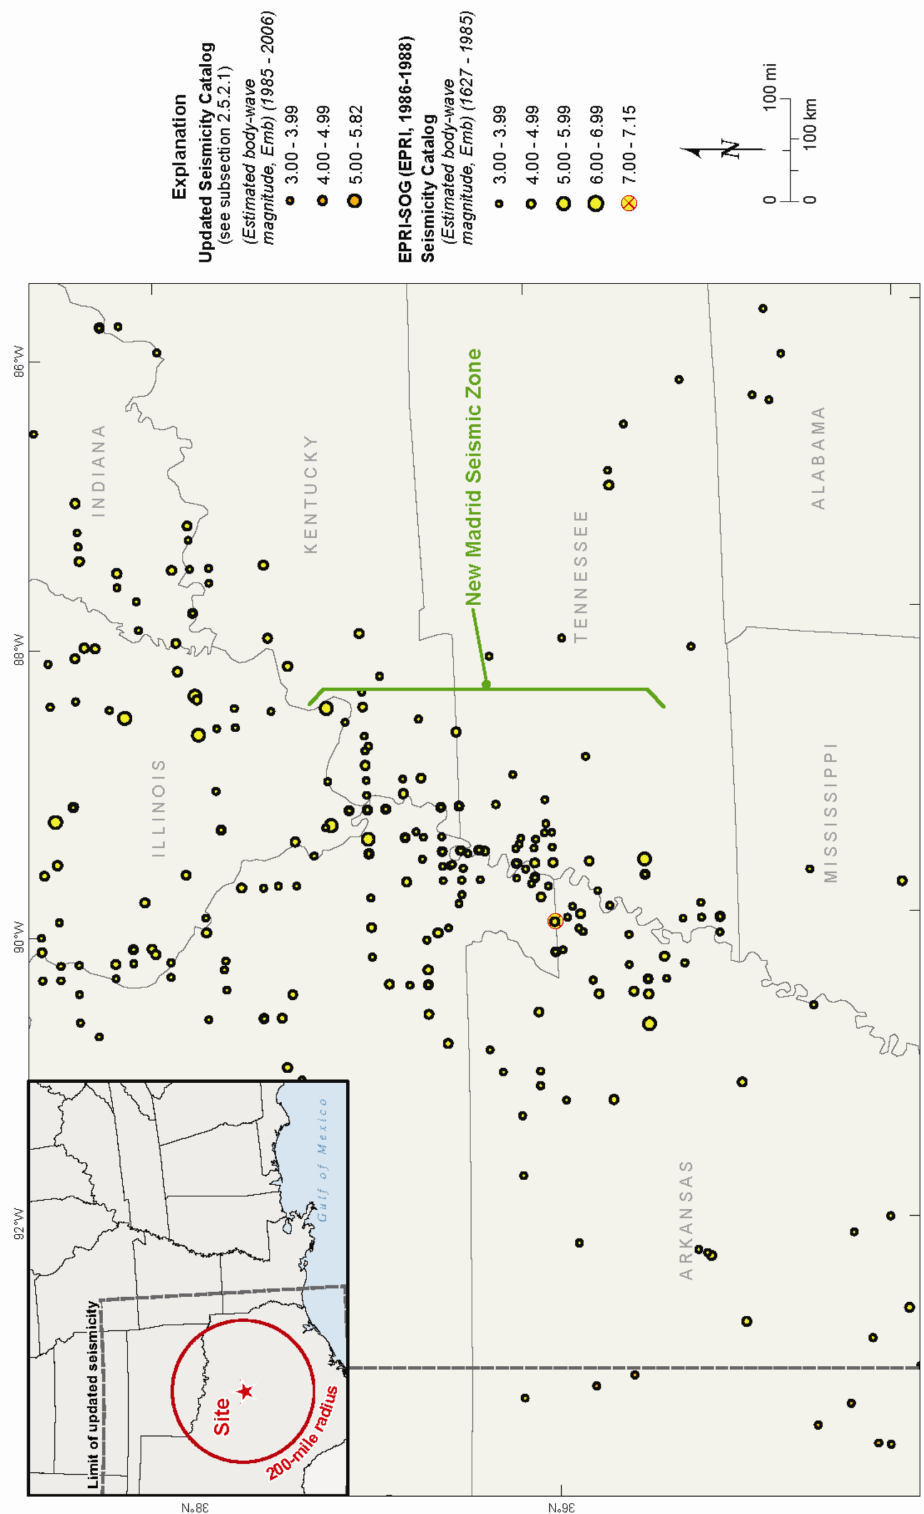 Explanation
Updated Seismicity Catalog
(see subsection 2.5.2.1)
(Estimated body-wave
magnitude, Emb) (1985 - 2006)
3.00 - 3.99
4.00 - 4.99
5.00 - 5.82
EPRI-SOG (EPRI, 1986-1988)
Seismicity Catalog
(Estimated body-wave
magnitude, Emb) (1627 - 1985)
3.00 - 3.99
4.00 - 4.99
5.00 - 5.99
6.00 - 6.99
7.00 - 7.15
N
0 100 mi
0 100 km
92°W
90°W
88°W
86°W
38°N
36°N
INDIANA
ILLINOIS
KENTUCKY
New Madrid Seismic Zone
TENNESSEE
ARKANSAS
MISSISSIPPI
ALABAMA
Limit of updated seismicity
Site
200-mile radius
Gulf of Mexico